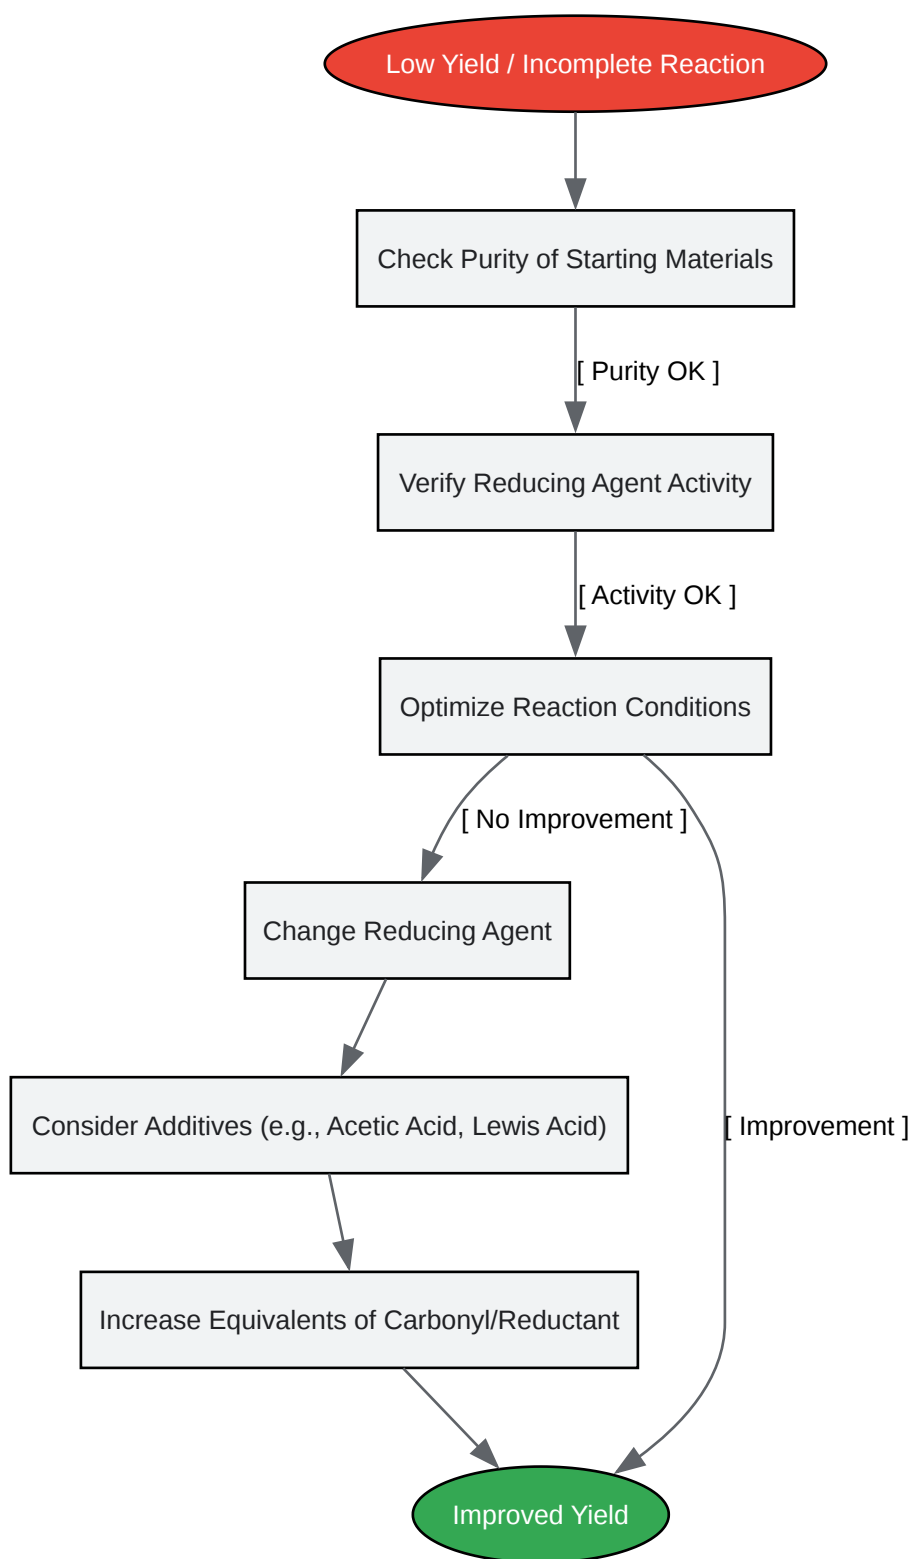 Low Yield / Incomplete Reaction
Check Purity of Starting Materials
[ Purity OK ]
Verify Reducing Agent Activity
[ Activity OK ]
Optimize Reaction Conditions
[ No Improvement ]
Change Reducing Agent
Consider Additives (e.g., Acetic Acid, Lewis Acid)
[ Improvement ]
Increase Equivalents of Carbonyl/Reductant
Improved Yield